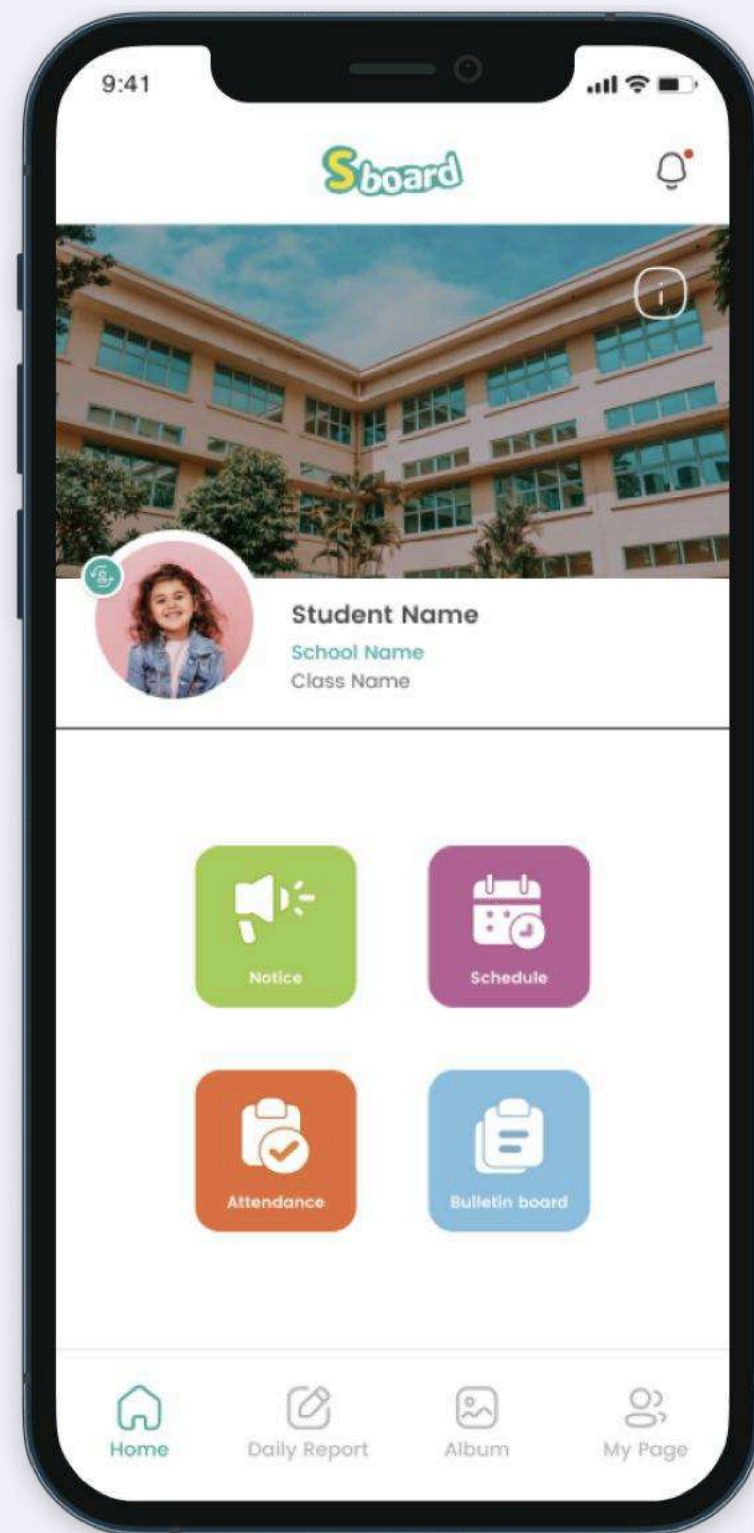 9:41
Sboard
Student Name
School Name
Class Name
Notice
Schedule
Attendance
Bulletin board
Home
Daily Report
Album
My Page